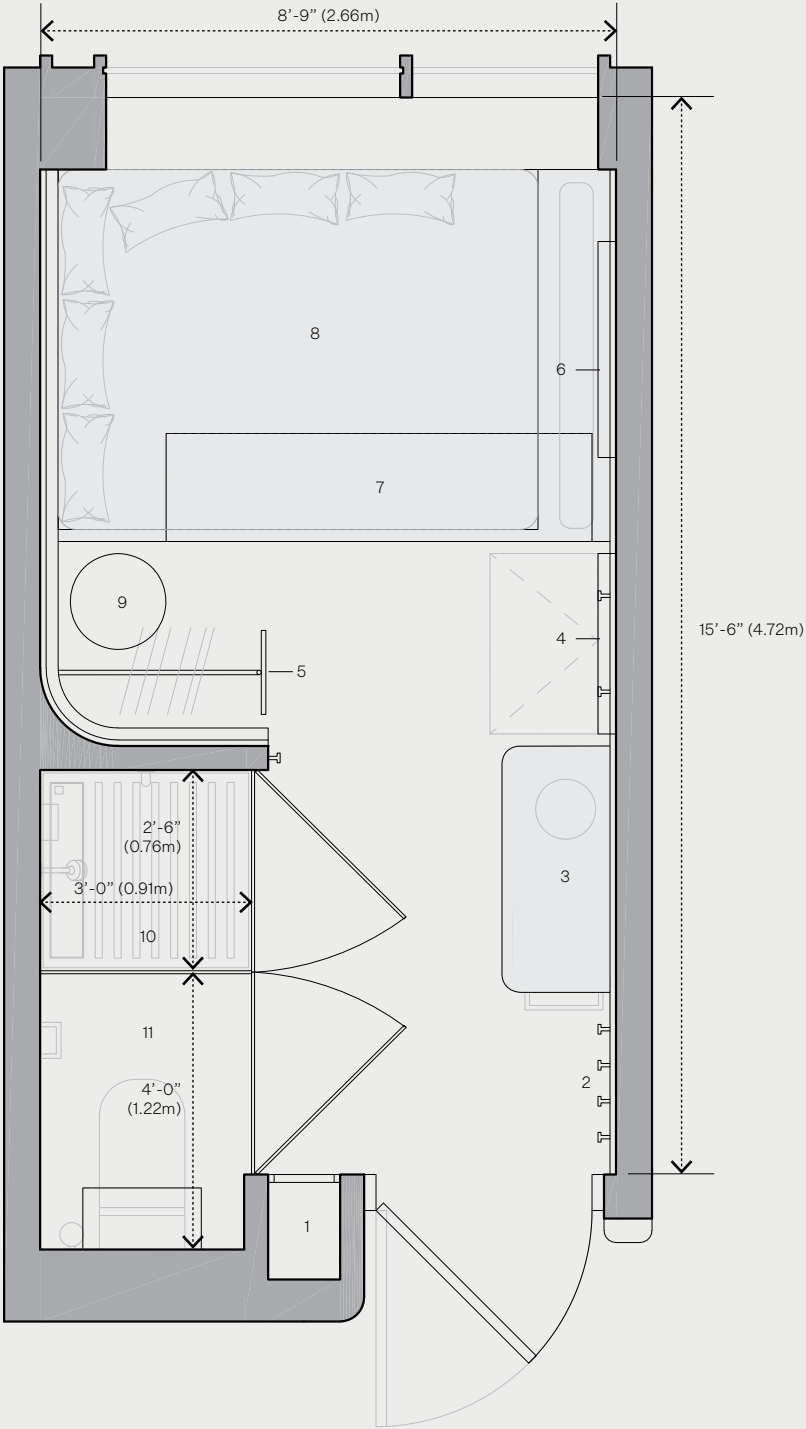 8’-9” (2.66m)
8
6
7
9
4
15’-6” (4.72m)
5
2’-6”
(0.76m)
3
3’-0” (0.91m)
10
11
2
4’-0”
(1.22m)
1